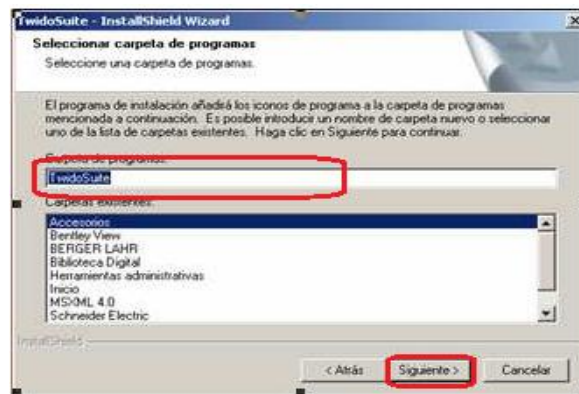 TwidoSuite - InstallShield Wizard
Seleccionar carpeta de programas
Seleccione una carpeta de programas.
El programa de instalación añadirá los iconos de programa a la carpeta de programas
mencionada a continuación. Es posible introducir un nombre de carpeta nuevo o seleccionar
uno de la lista de carpetas existentes. Haga clic en Siguiente para continuar.
Carpeta de programas:
TwidoSuite
Carpetas existentes:
Accesorios
Bentley View
BERGER LAHR
Biblioteca Digital
Herramientas administrativas
Inicio
MSXML 4.0
Schneider Electric
InstallShield
< Atrás
Siguiente >
Cancelar